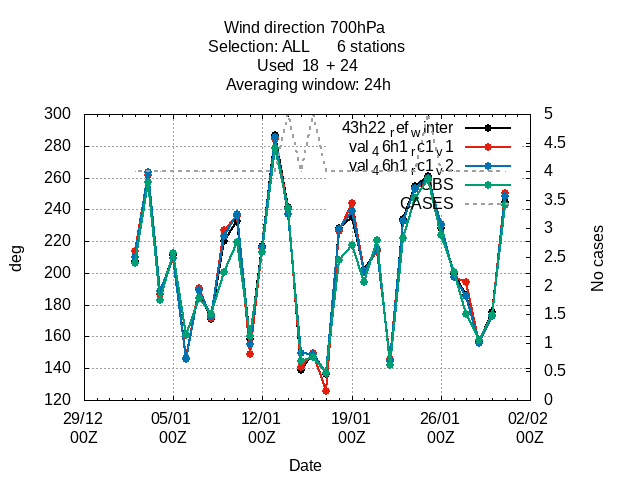 Wind direction 700hPa
Selection: ALL 6 stations
Used 18 + 24
Averaging window: 24h
300 280 260 240 220 200 180 160 140 120
5 4.5 4 3.5 3 2.5 2 1.5 1 0.5 0
deg
No cases
43h22_ref_winter
val_46h1_rc1_v1
val_46h1_rc1_v2
OBS
CASES
29/12 05/01 12/01 19/01 26/01 02/02
00Z 00Z 00Z 00Z 00Z 00Z
Date